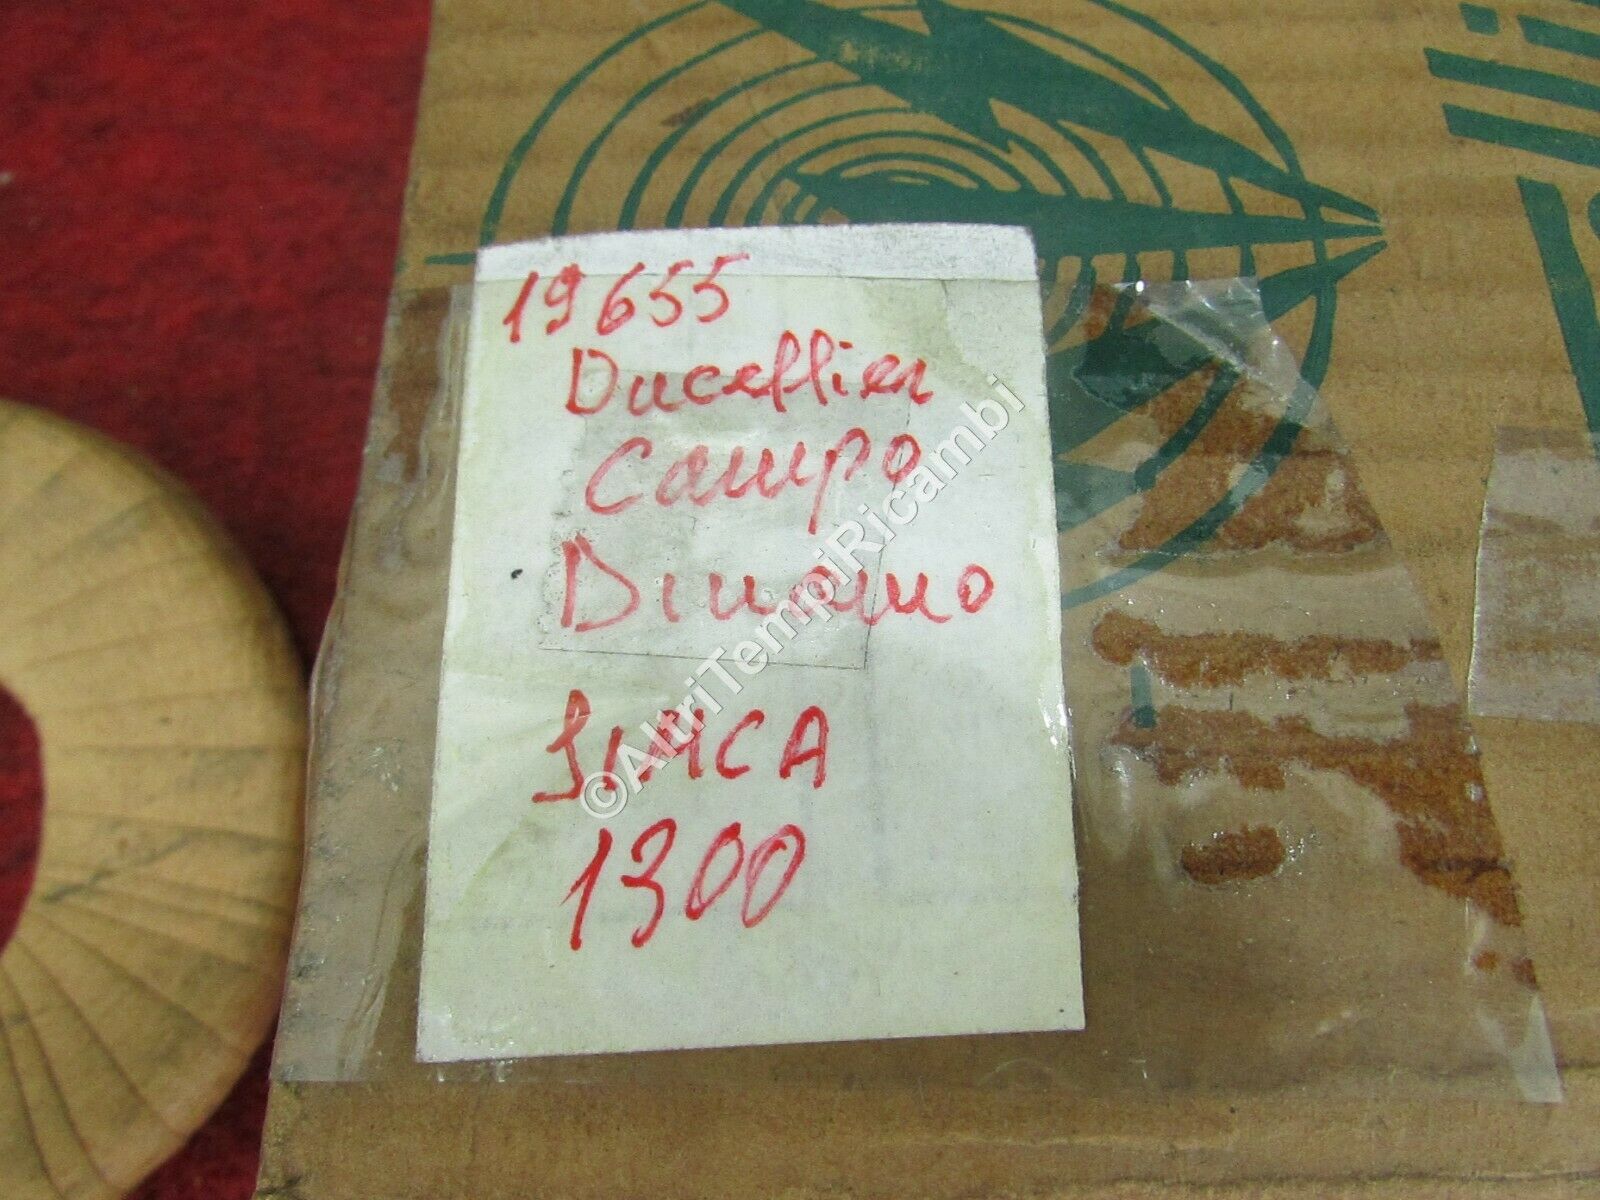 19655
Ducellier
Campo
Dinamo
SIMCA
1300
©AltriTempiRicambi